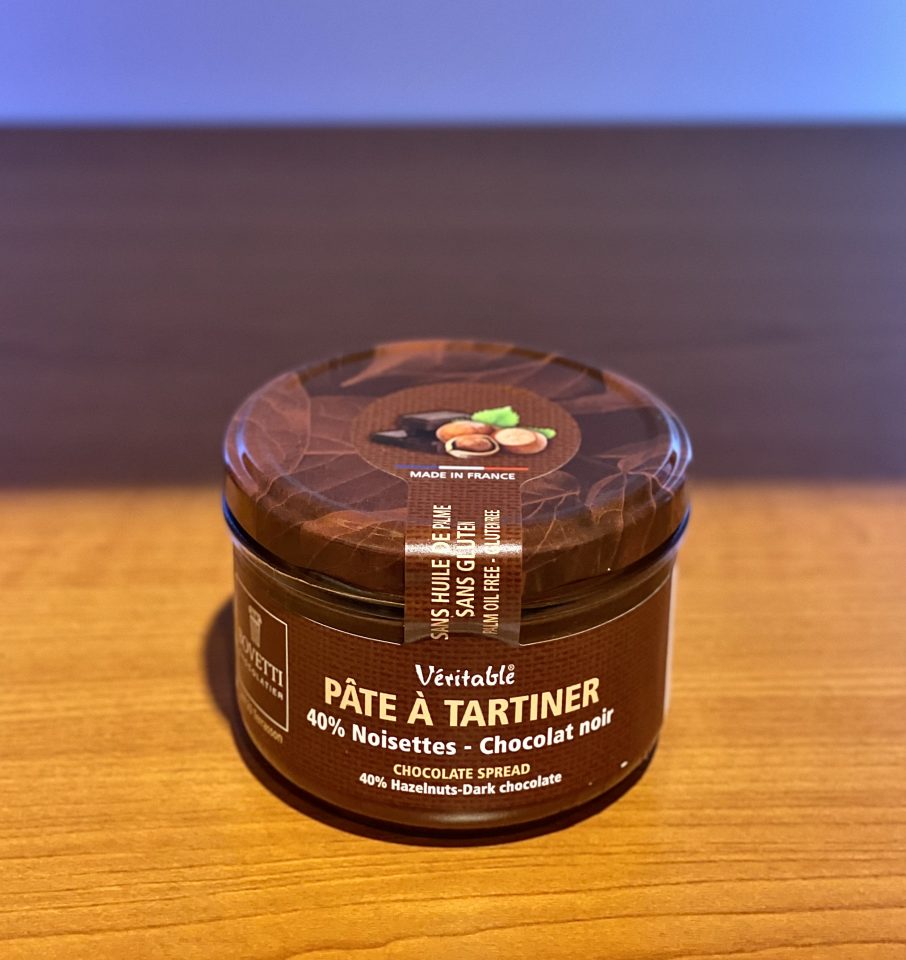 MADE IN FRANCE
SANS HUILE DE PALME
SANS GLUTEN
PALM OIL FREE - GLUTEN FREE
Véritable®
PÂTE À TARTINER
40% Noisettes - Chocolat noir
CHOCOLATE SPREAD
40% Hazelnuts-Dark chocolate